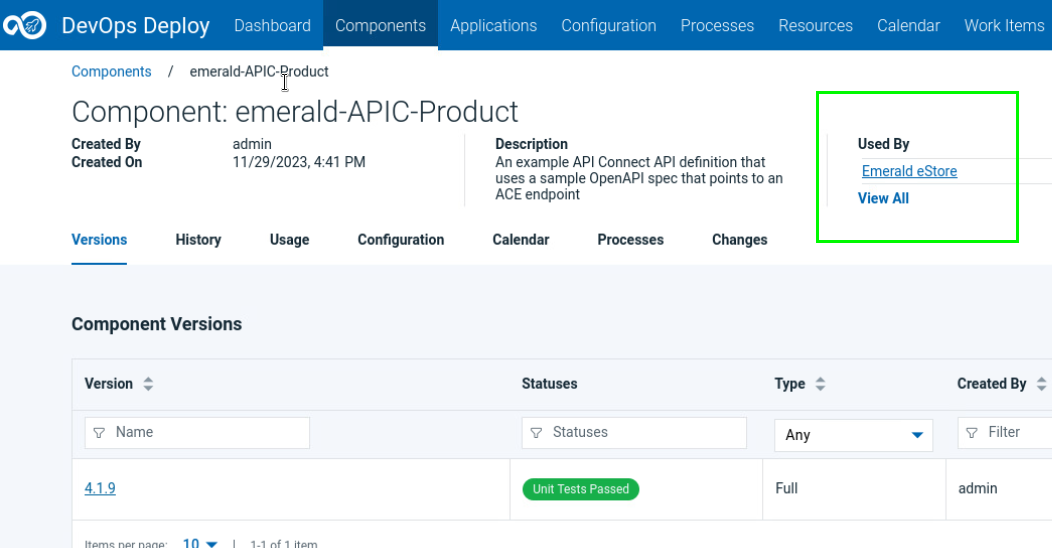 DevOps Deploy Dashboard Components Applications Configuration Processes Resources Calendar Work Items
Components / emerald-APIC-Product
Component: emerald-APIC-Product
Created By admin
Created On 11/29/2023, 4:41 PM
Description
An example API Connect API definition that
uses a sample OpenAPI spec that points to an
ACE endpoint
Used By
Emerald eStore
View All
Versions History Usage Configuration Calendar Processes Changes
Component Versions
Version Statuses Type Created By
Name Statuses Any Filter
4.1.9 Unit Tests Passed Full admin
Items per page: 10 | 1-1 of 1 item